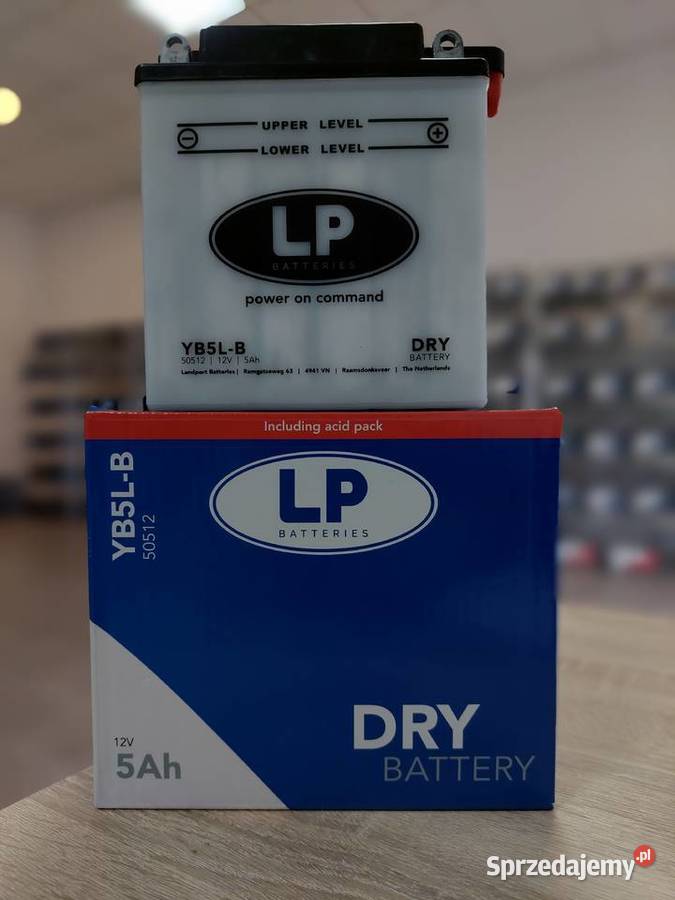 UPPER LEVEL
LOWER LEVEL
LP
BATTERIES
power on command
YB5L-B
50512 | 12V | 5Ah
DRY
BATTERY
Landport Batteries | Ramgatseweg 63 | 4941 VN | Raamsdonksveer | The Netherlands
Including acid pack
YB5L-B
50512
LP
BATTERIES
12V
5Ah
DRY
BATTERY
Sprzedajemy.pl